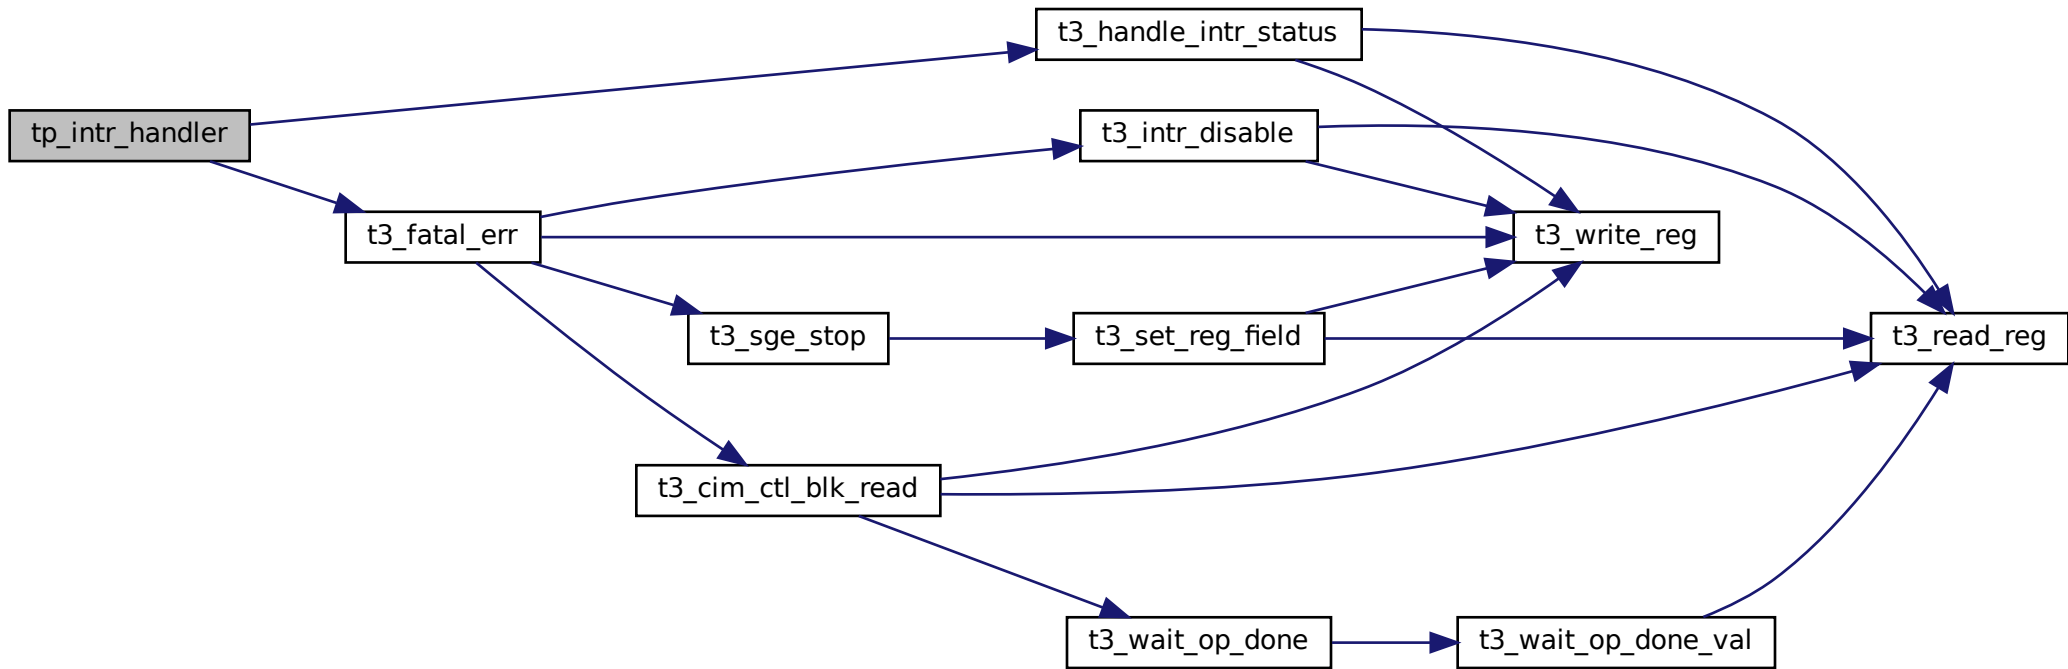 t3_handle_intr_status
tp_intr_handler
t3_intr_disable
t3_fatal_err
t3_write_reg
t3_sge_stop
t3_set_reg_field
t3_read_reg
t3_cim_ctl_blk_read
t3_wait_op_done
t3_wait_op_done_val